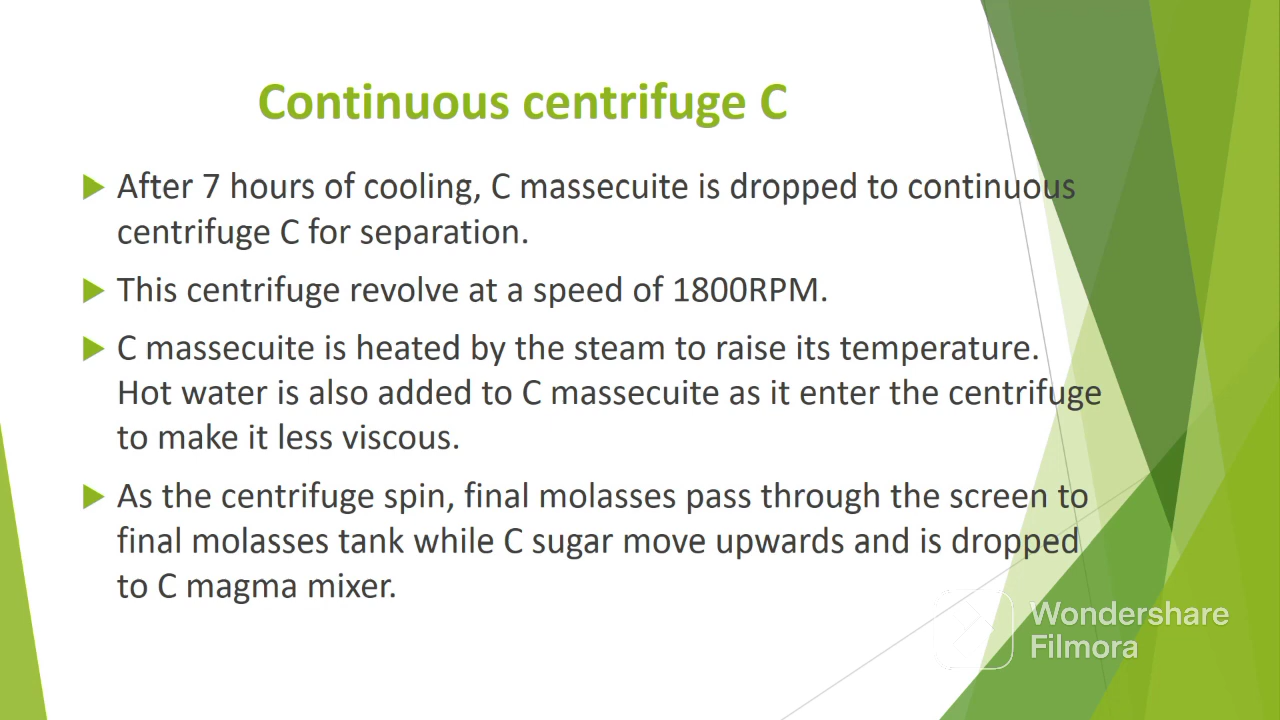 Continuous centrifuge C
After 7 hours of cooling, C massecuite is dropped to continuous
centrifuge C for separation.
This centrifuge revolve at a speed of 1800RPM.
C massecuite is heated by the steam to raise its temperature.
Hot water is also added to C massecuite as it enter the centrifuge
to make it less viscous.
As the centrifuge spin, final molasses pass through the screen to
final molasses tank while C sugar move upwards and is dropped
to C magma mixer.
Wondershare
Filmora